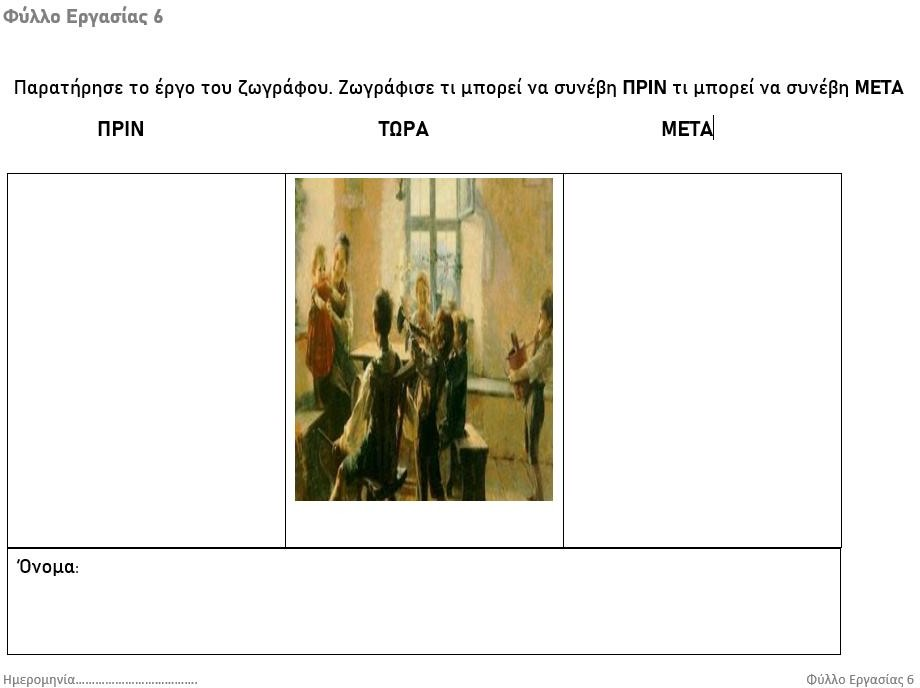 Φύλλο Εργασίας 6
Παρατήρησε το έργο του ζωγράφου. Ζωγράφισε τι μπορεί να συνέβη ΠΡΙΝ τι μπορεί να συνέβη ΜΕΤΑ
ΠΡΙΝ ΤΩΡΑ ΜΕΤΑ
Όνομα:
Ημερομηνία.................................. Φύλλο Εργασίας 6